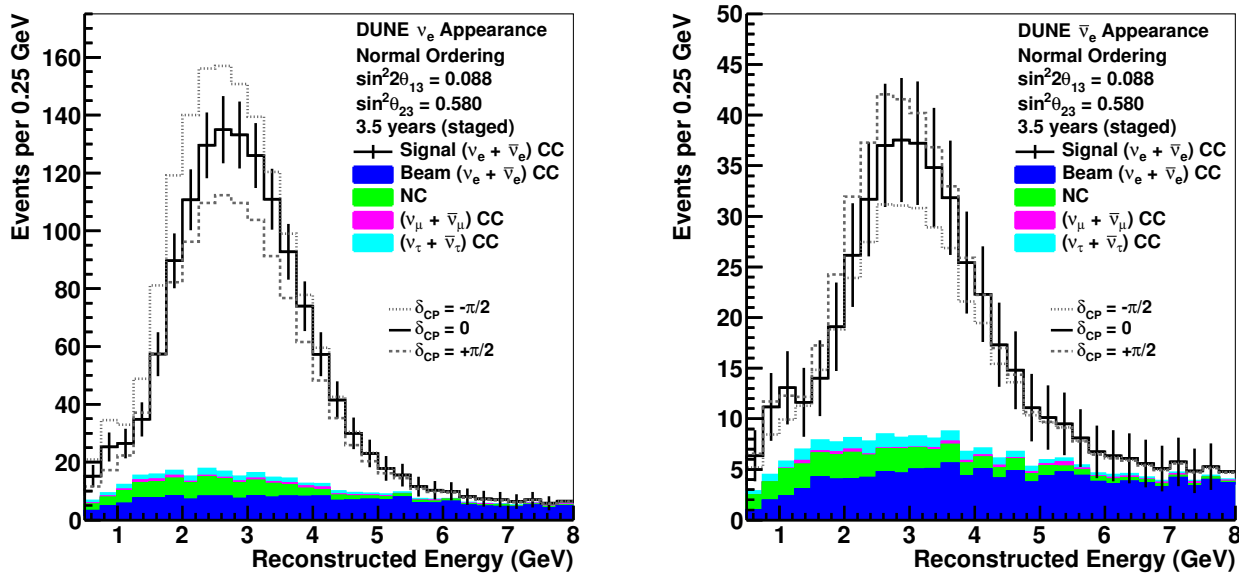 DUNE νe Appearance
Normal Ordering
sin²2θ13 = 0.088
sin²θ23 = 0.580
3.5 years (staged)
Signal (νe + ν̄e) CC
Beam (νe + ν̄e) CC
NC
(νμ + ν̄μ) CC
(ντ + ν̄τ) CC
δCP = -π/2
δCP = 0
δCP = +π/2
Events per 0.25 GeV
160
140
120
100
80
60
40
20
0
1 2 3 4 5 6 7 8
Reconstructed Energy (GeV)
DUNE ν̄e Appearance
Normal Ordering
sin²2θ13 = 0.088
sin²θ23 = 0.580
3.5 years (staged)
Signal (νe + ν̄e) CC
Beam (νe + ν̄e) CC
NC
(νμ + ν̄μ) CC
(ντ + ν̄τ) CC
δCP = -π/2
δCP = 0
δCP = +π/2
Events per 0.25 GeV
50
45
40
35
30
25
20
15
10
5
0
1 2 3 4 5 6 7 8
Reconstructed Energy (GeV)